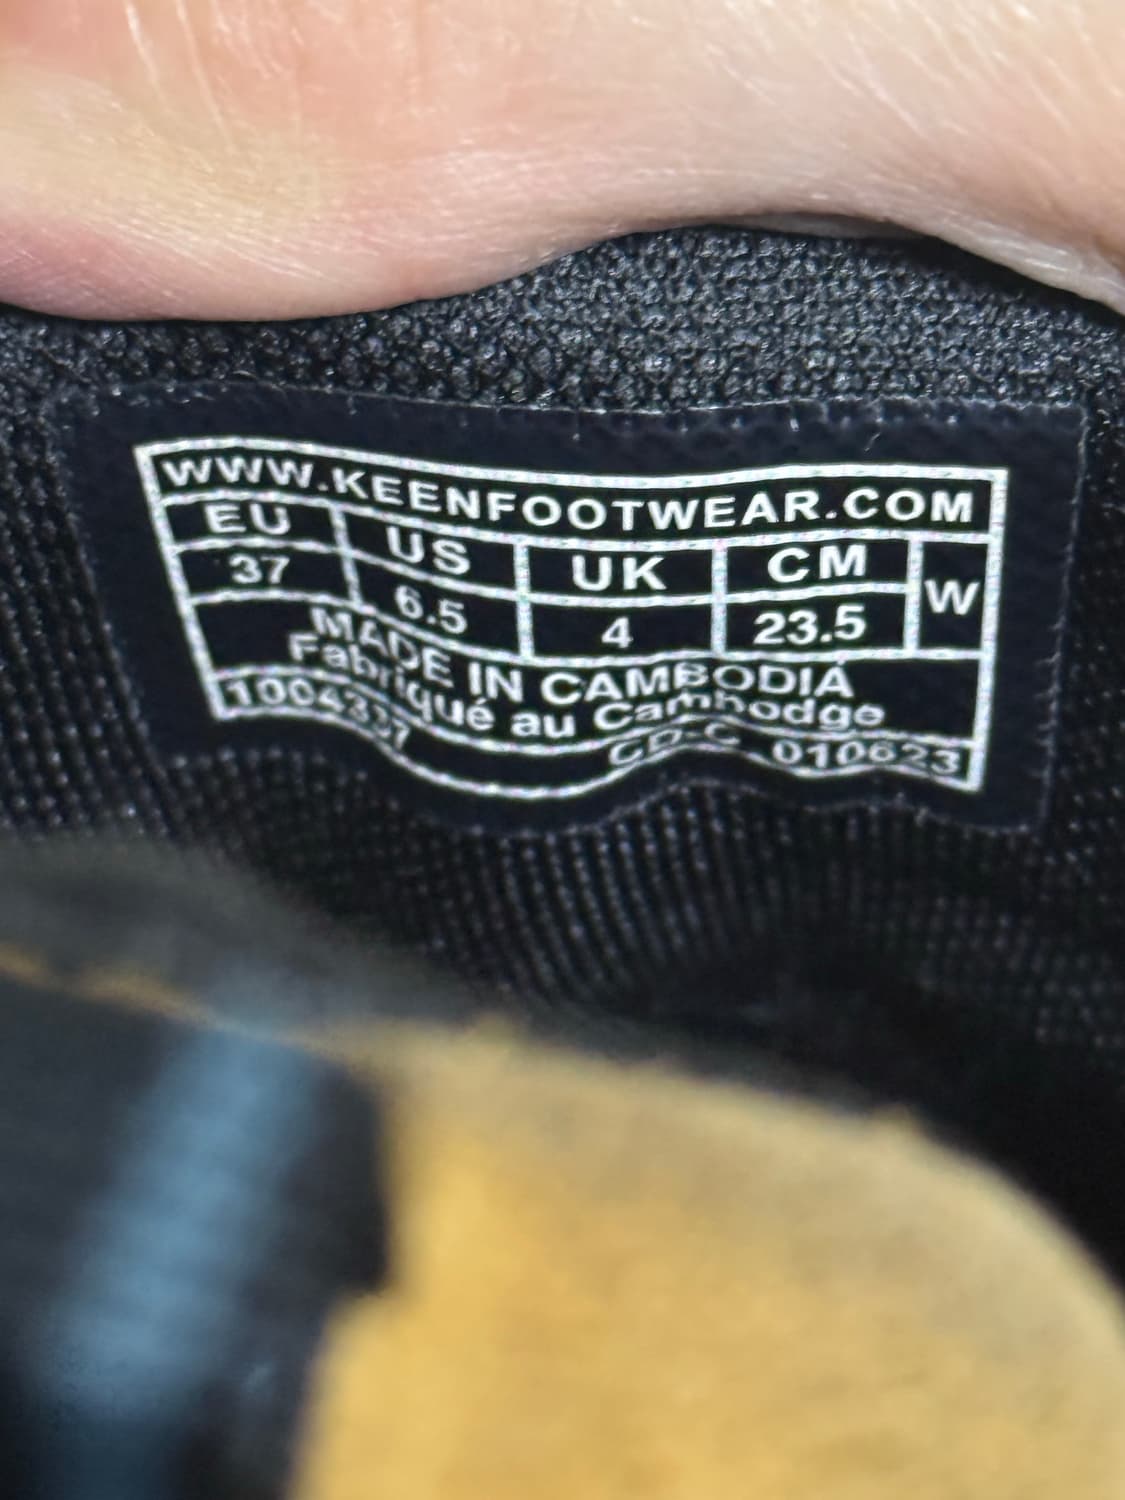 WWW.KEENFOOTWEAR.COM
EU US UK CM W
37 6.5 4 23.5
MADE IN CAMBODIA
Fabriqué au Cambodge
CD-C 010623